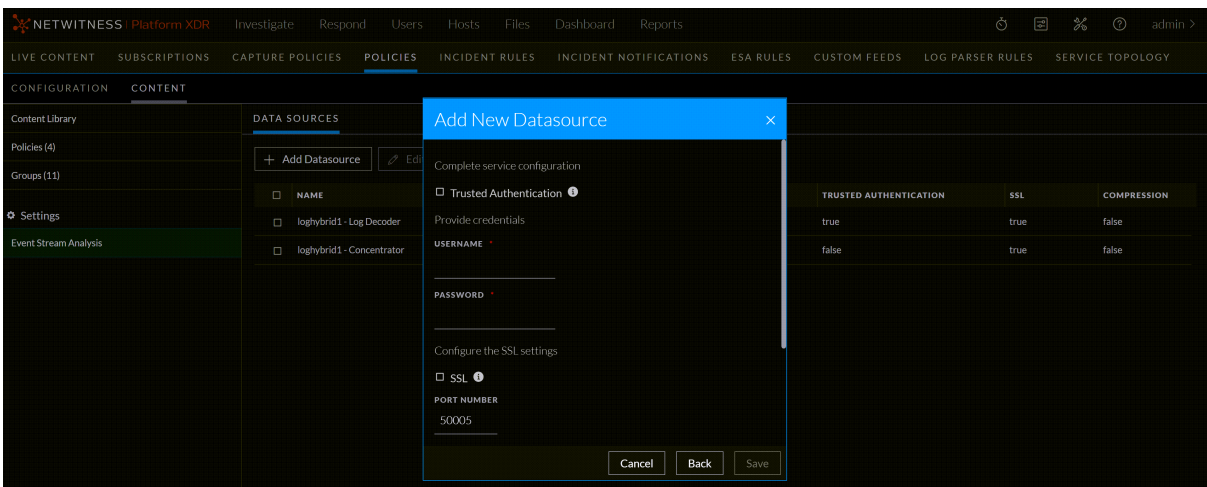 NETWITNESS Platform XDR Investigate Respond Users Hosts Files Dashboard Reports admin >
LIVE CONTENT SUBSCRIPTIONS CAPTURE POLICIES POLICIES INCIDENT RULES INCIDENT NOTIFICATIONS ESA RULES CUSTOM FEEDS LOG PARSER RULES SERVICE TOPOLOGY
CONFIGURATION CONTENT
Content Library
Policies (4)
Groups (11)
Settings
Event Stream Analysis
DATA SOURCES
+ Add Datasource Edi
NAME TRUSTED AUTHENTICATION SSL COMPRESSION
loghybrid1 - Log Decoder true true false
loghybrid1 - Concentrator false true false
Add New Datasource ×
Complete service configuration
Trusted Authentication
Provide credentials
USERNAME *
PASSWORD *
Configure the SSL settings
SSL
PORT NUMBER
50005
Cancel Back Save